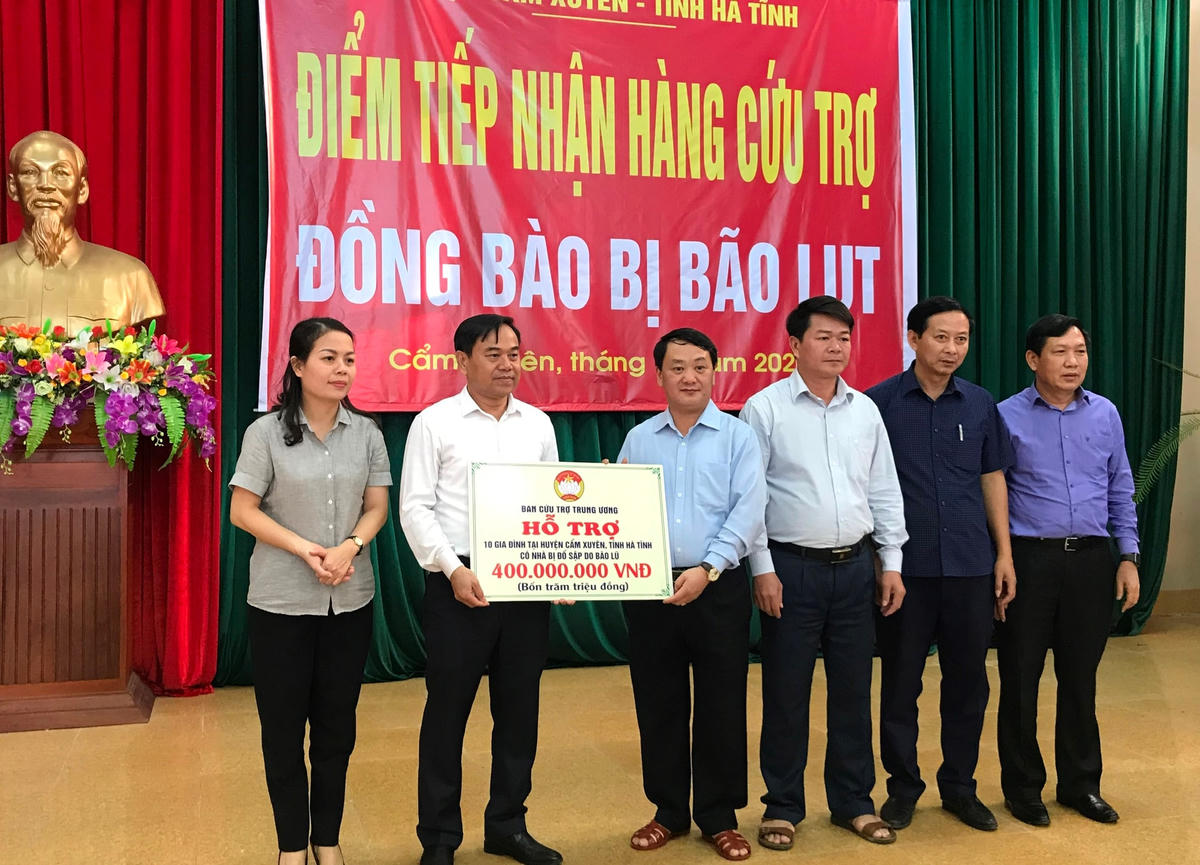 XUYÊN - TỈNH HÀ TĨNH
ĐIỂM TIẾP NHẬN HÀNG CỨU TRỢ
ĐỒNG BÀO BỊ BÃO LỤT
Cẩm tháng năm
BAN CỨU TRỢ TRUNG ƯƠNG
HỖ TRỢ
10 GIA ĐÌNH TẠI HUYỆN CẨM XUYÊN, TỈNH HÀ TĨNH
CÓ NHÀ BỊ ĐỔ SẬP DO BÃO LŨ
400.000.000 VNĐ
(Bốn trăm triệu đồng)